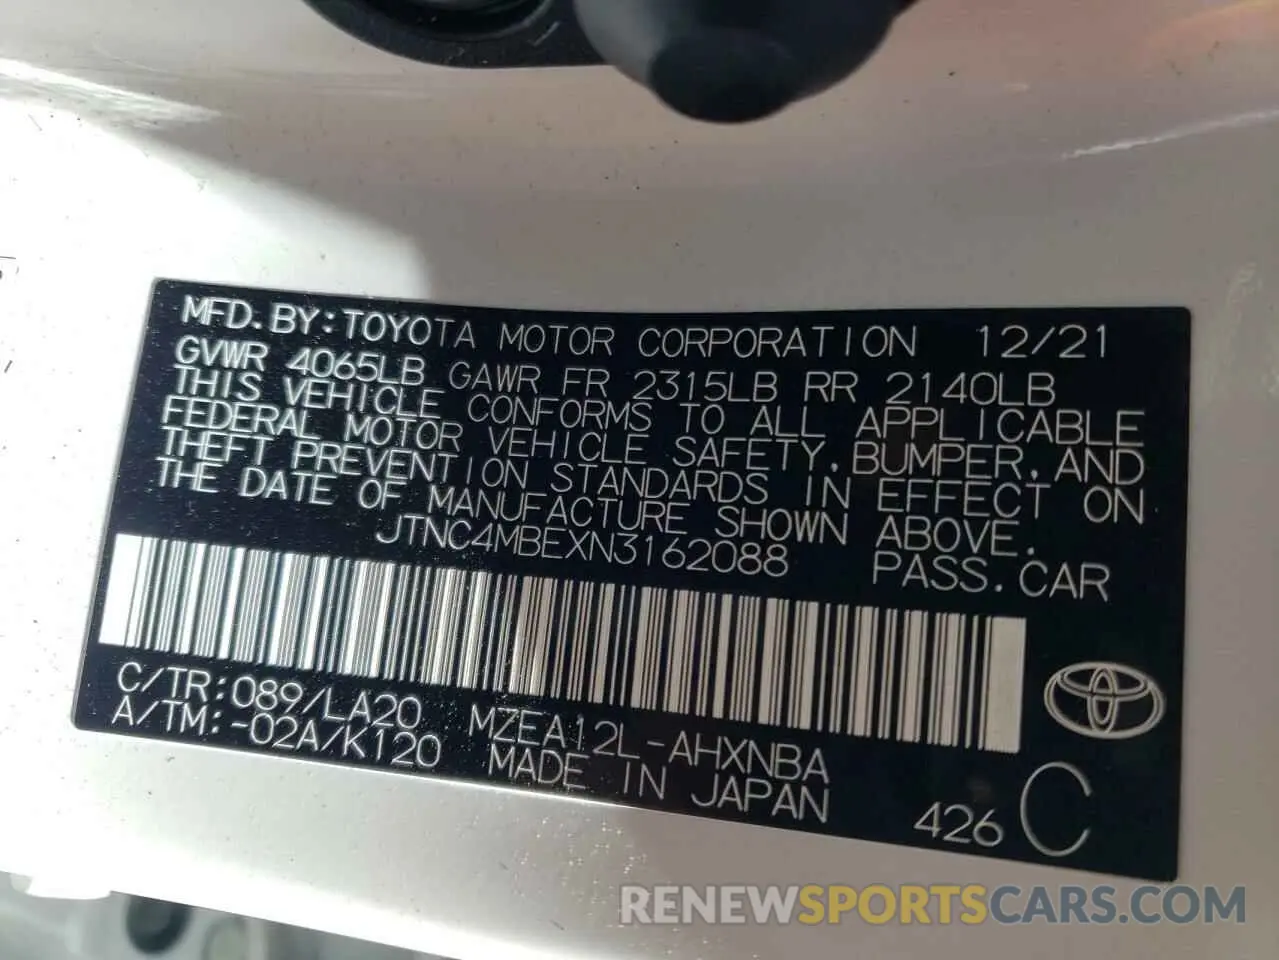 MFD.BY:TOYOTA MOTOR CORPORATION 12/21
GVWR 4065LB GAWR FR 2315LB RR 2140LB
THIS VEHICLE CONFORMS TO ALL APPLICABLE
FEDERAL MOTOR VEHICLE SAFETY,BUMPER,AND
THEFT PREVENTION STANDARDS IN EFFECT ON
THE DATE OF MANUFACTURE SHOWN ABOVE.
JTNC4MBEXN3162088 PASS.CAR
C/TR:089/LA20 MZEA12L-AHXNBA
A/TM:-02A/K120 MADE IN JAPAN
426 C
RENEWSPORTSCARS.COM